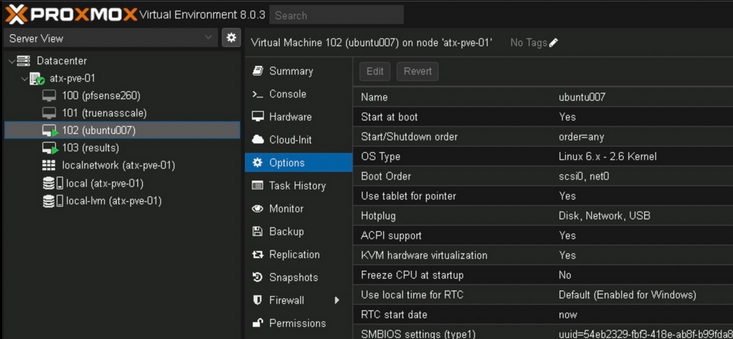 PROXMOX Virtual Environment 8.0.3 Search
Server View
Virtual Machine 102 (ubuntu007) on node 'atx-pve-01' No Tags
Datacenter
atx-pve-01
100 (pfsense260)
101 (truenasscale)
102 (ubuntu007)
103 (results)
localnetwork (atx-pve-01)
local (atx-pve-01)
local-lvm (atx-pve-01)
Summary
Console
Hardware
Cloud-Init
Options
Task History
Monitor
Backup
Replication
Snapshots
Firewall
Permissions
Edit Revert
Name ubuntu007
Start at boot Yes
Start/Shutdown order order=any
OS Type Linux 6.x - 2.6 Kernel
Boot Order scsi0, net0
Use tablet for pointer Yes
Hotplug Disk, Network, USB
ACPI support Yes
KVM hardware virtualization Yes
Freeze CPU at startup No
Use local time for RTC Default (Enabled for Windows)
RTC start date now
SMBIOS settings (type1) uuid=54eb2329-fbf3-418e-ab8f-b99fda8